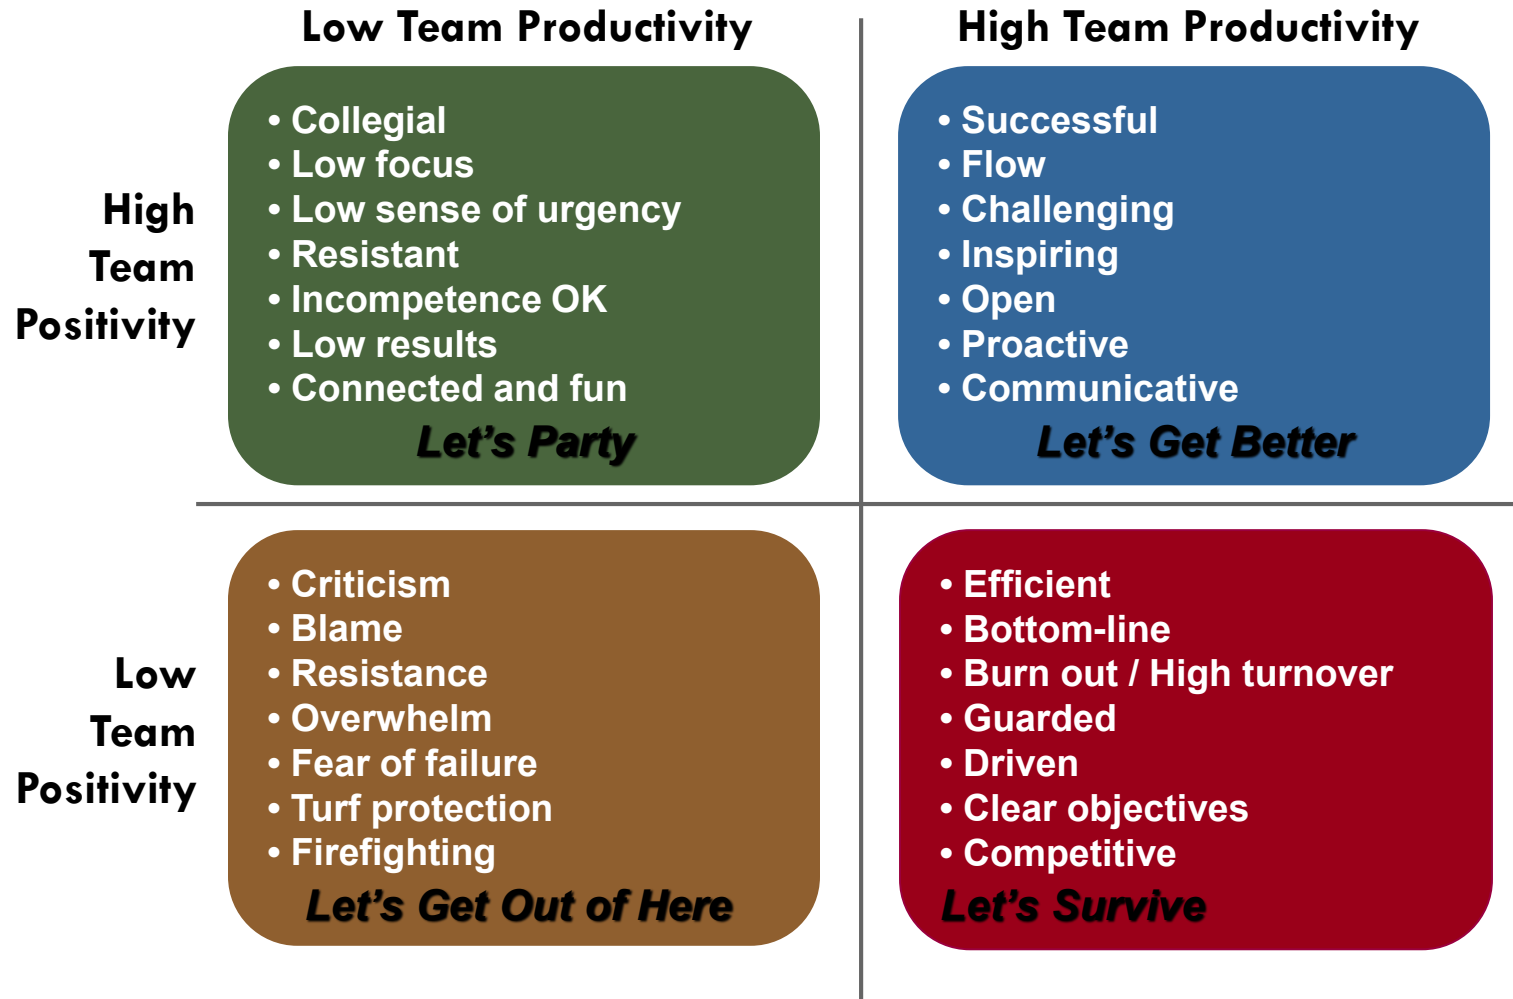 Low Team Productivity
High Team Productivity
High
Team
Positivity
• Collegial
• Low focus
• Low sense of urgency
• Resistant
• Incompetence OK
• Low results
• Connected and fun
Let's Party
• Successful
• Flow
• Challenging
• Inspiring
• Open
• Proactive
• Communicative
Let's Get Better
Low
Team
Positivity
• Criticism
• Blame
• Resistance
• Overwhelm
• Fear of failure
• Turf protection
• Firefighting
Let's Get Out of Here
• Efficient
• Bottom-line
• Burn out / High turnover
• Guarded
• Driven
• Clear objectives
• Competitive
Let's Survive